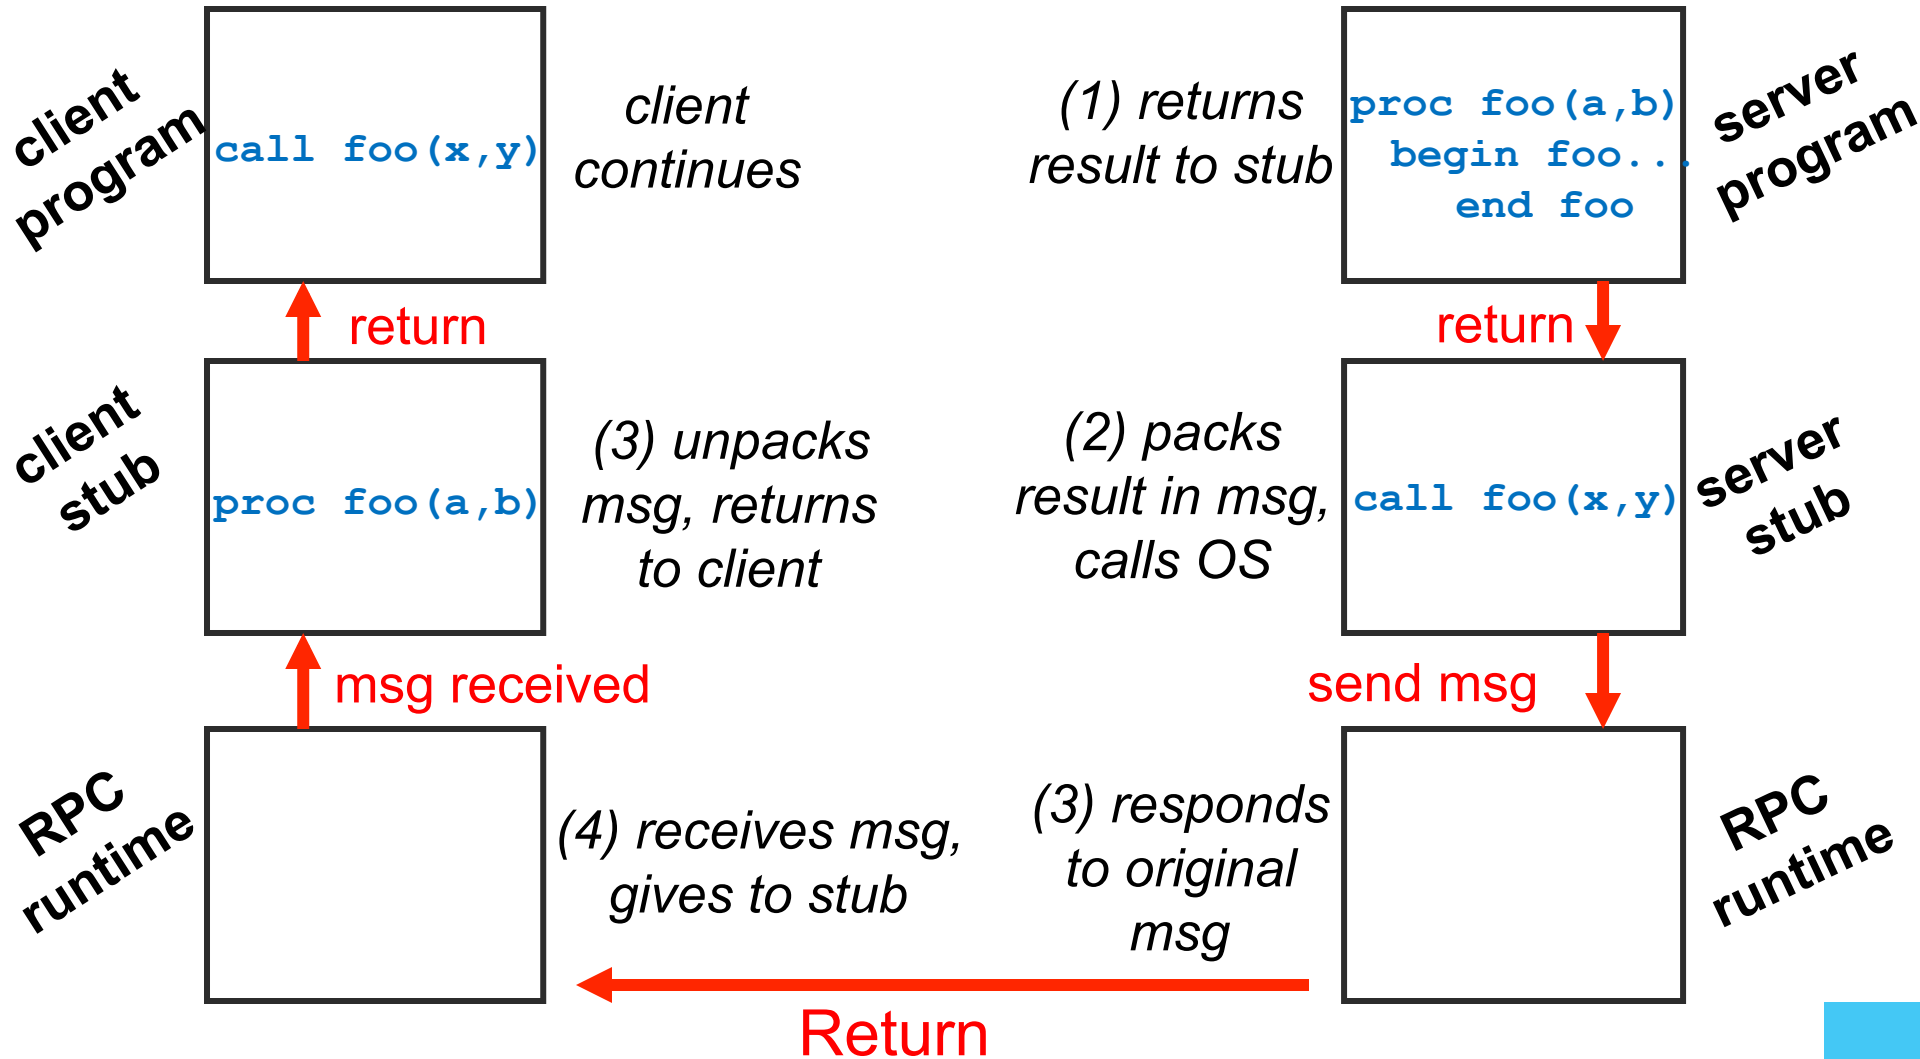 client
program
call foo(x,y)
client
continues
(1) returns
result to stub
proc foo(a,b)
begin foo...
end foo
server
program
return
return
client
stub
proc foo(a,b)
(3) unpacks
msg, returns
to client
(2) packs
result in msg,
calls OS
call foo(x,y)
server
stub
msg received
send msg
RPC
runtime
(4) receives msg,
gives to stub
(3) responds
to original
msg
RPC
runtime
Return